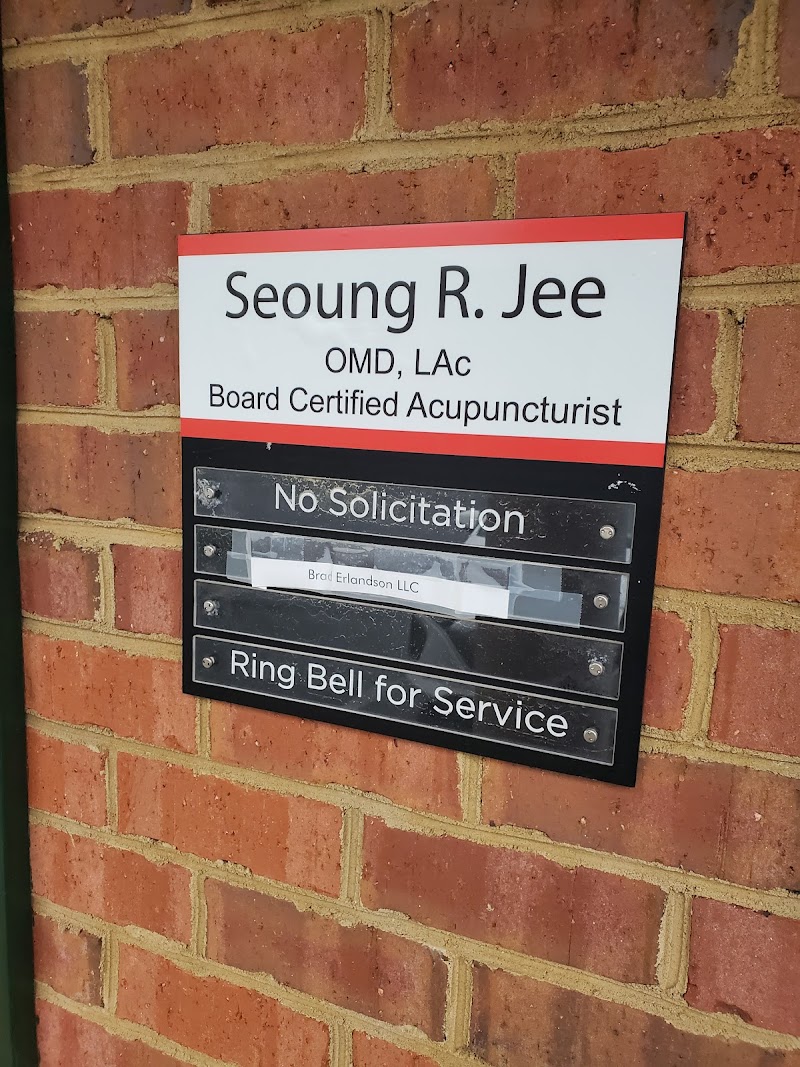 Seoung R. Jee
OMD, LAc
Board Certified Acupuncturist
No Solicitation
Brad Erlandson LLC
Ring Bell for Service